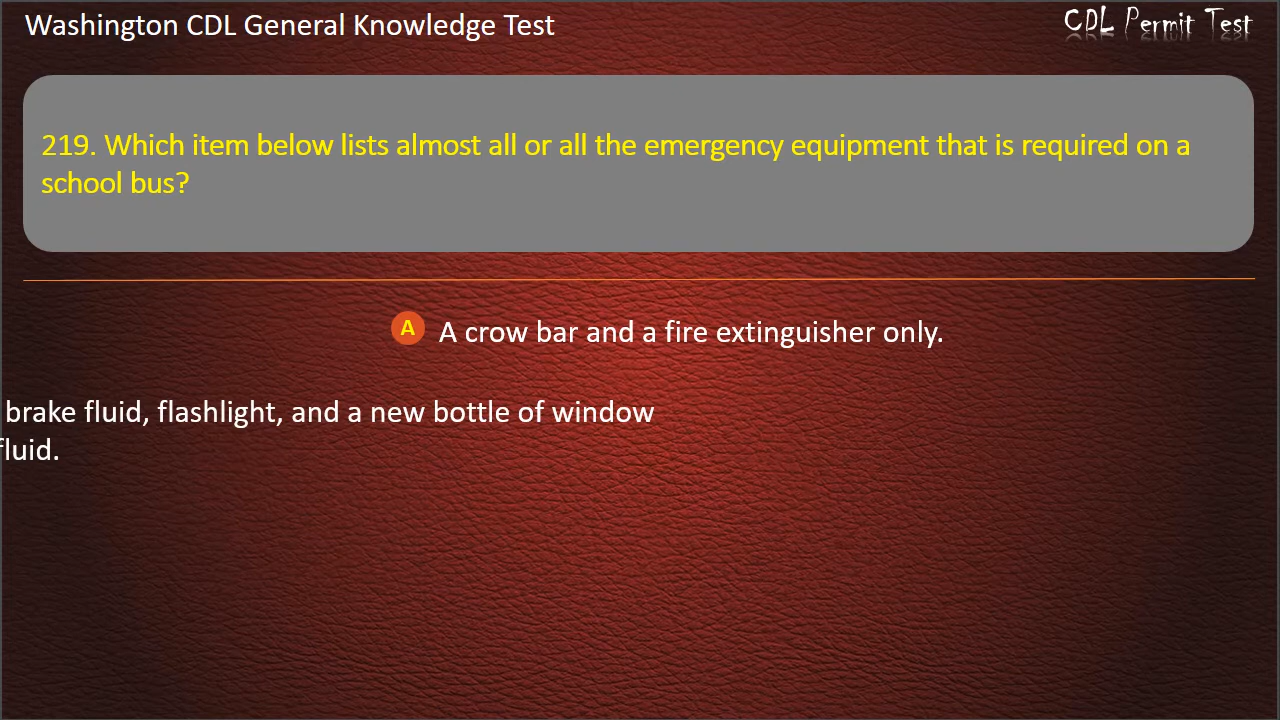 Washington CDL General Knowledge Test
CDL Permit Test
219. Which item below lists almost all or all the emergency equipment that is required on a
school bus?
A A crow bar and a fire extinguisher only.
brake fluid, flashlight, and a new bottle of window
fluid.